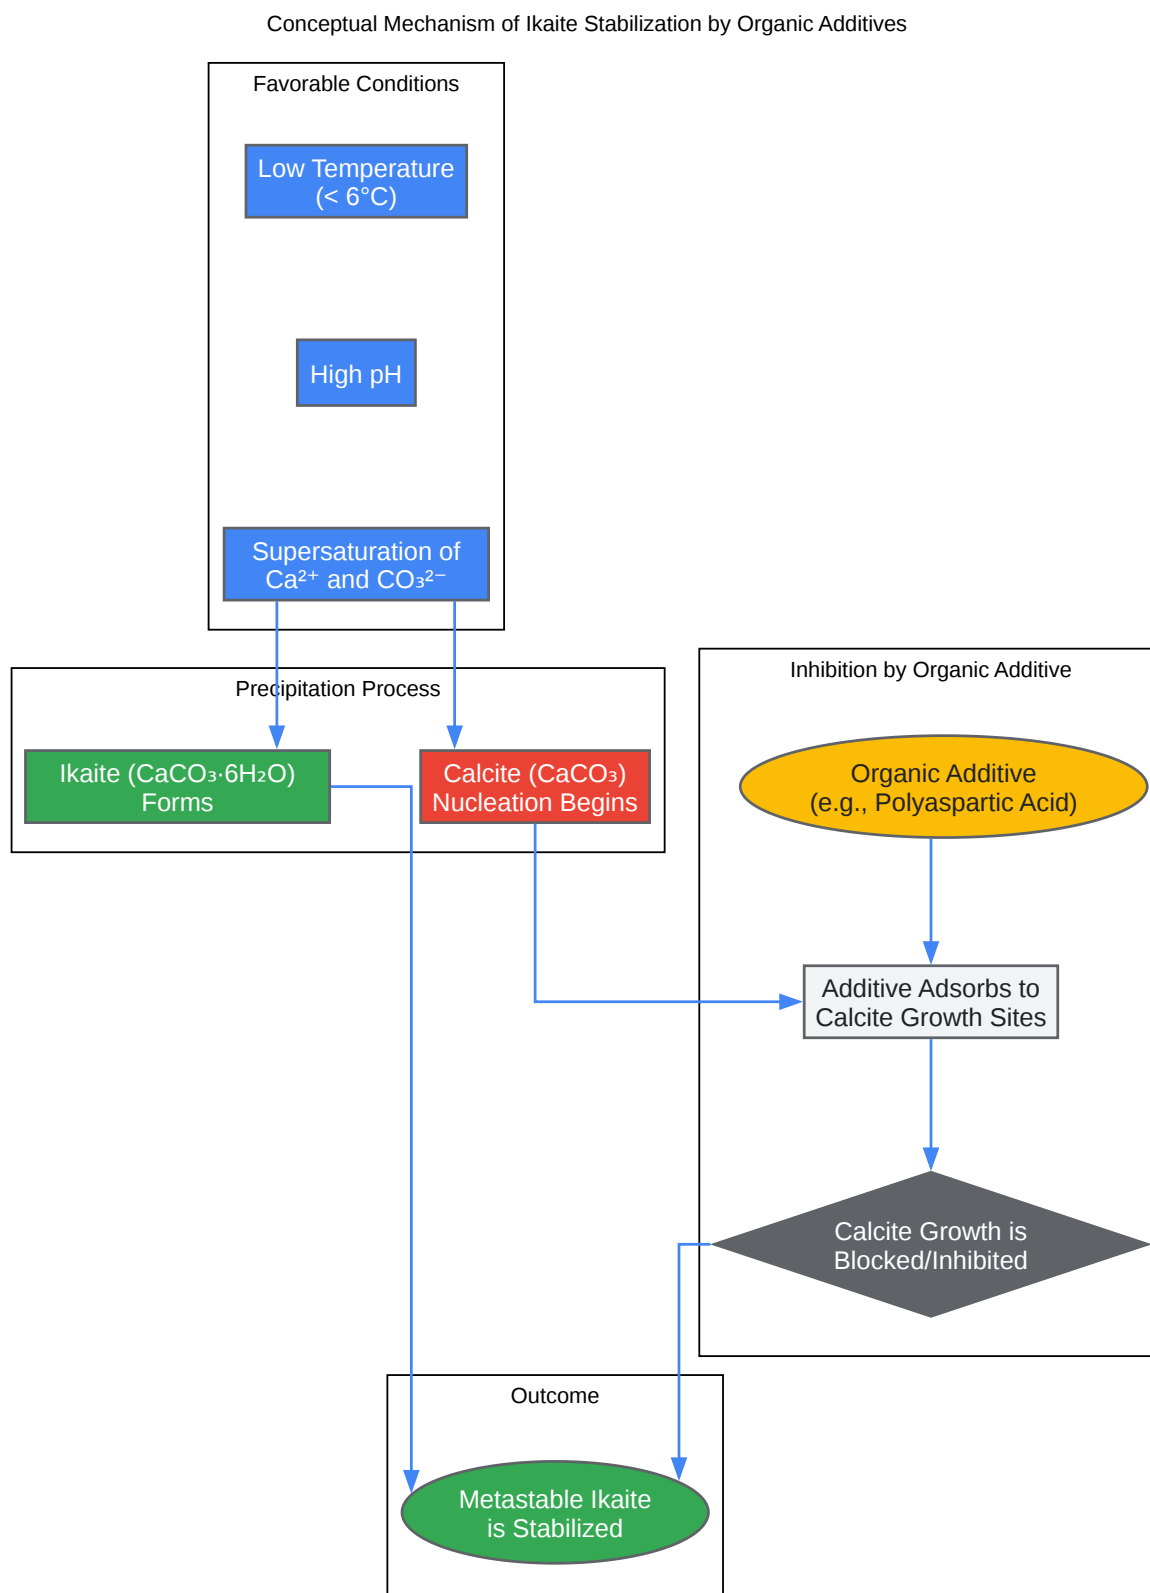 Conceptual Mechanism of Ikaite Stabilization by Organic Additives
Favorable Conditions
Low Temperature
(< 6°C)
High pH
Supersaturation of
Ca²⁺ and CO₃²⁻
Precipitation Process
Ikaite (CaCO₃·6H₂O)
Forms
Calcite (CaCO₃)
Nucleation Begins
Inhibition by Organic Additive
Organic Additive
(e.g., Polyaspartic Acid)
Additive Adsorbs to
Calcite Growth Sites
Calcite Growth is
Blocked/Inhibited
Outcome
Metastable Ikaite
is Stabilized